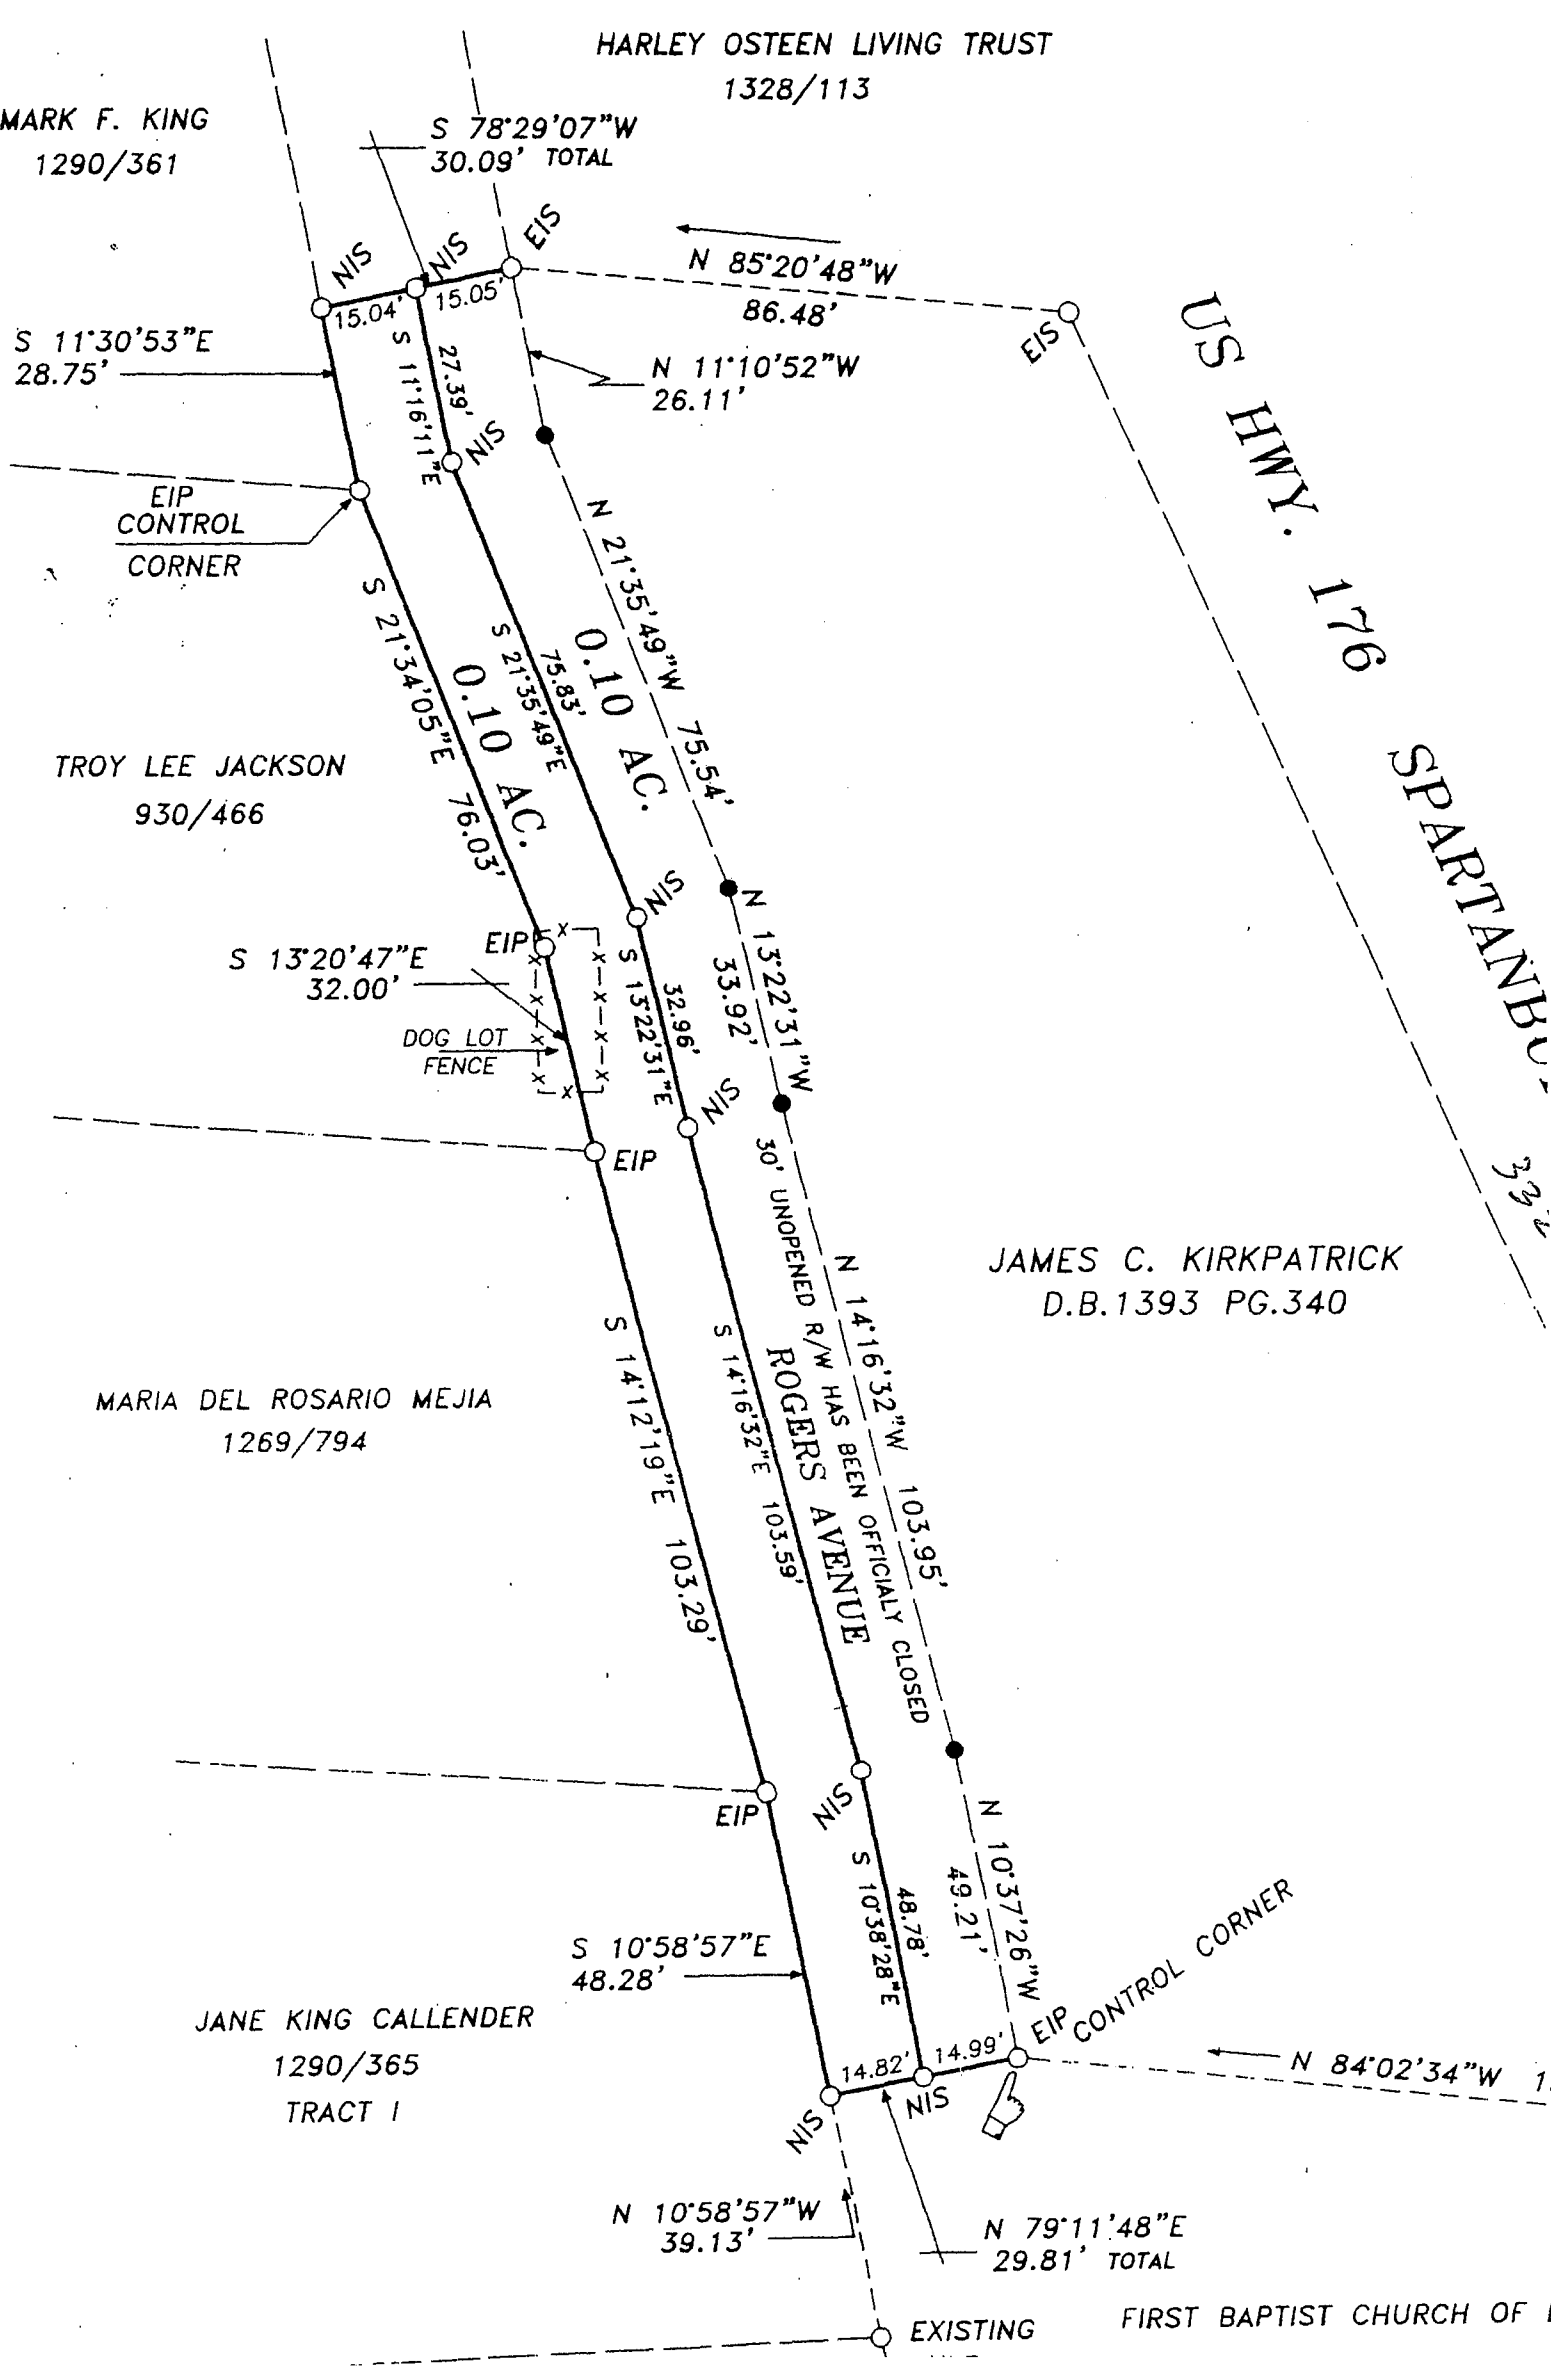 HARLEY OSTEEN LIVING TRUST
1328/113
MARK F. KING
1290/361
S 78°29'07"W
30.09' TOTAL
NIS
NIS
EIS
15.04'
15.05'
N 85°20'48"W
86.48'
EIS
S 11°30'53"E
28.75'
27.39'
S 11°16'11"E
NIS
N 11°10'52"W
26.11'
US HWY. 176
EIP
CONTROL
CORNER
N 21°35'49"W 75.54'
S 21°34'05"E 76.03'
0.10 AC.
75.83'
S 21°35'49"E
0.10 AC.
TROY LEE JACKSON
930/466
NIS
EIP
S 13°20'47"E
32.00'
32.96'
S 13°22'31"E
N 13°22'31"W
33.92'
DOG LOT
FENCE
x x x x x x x x x x
NIS
EIP
30' UNOPENED R/W HAS BEEN OFFICIALY CLOSED
ROGERS AVENUE
N 14°16'32"W 103.95'
S 14°16'32"E 103.59'
S 14°12'19"E 103.29'
JAMES C. KIRKPATRICK
D.B.1393 PG.340
MARIA DEL ROSARIO MEJIA
1269/794
EIP
NIS
N 10°37'26"W
49.21'
48.78'
S 10°38'28"E
S 10°58'57"E
48.28'
EIP
CONTROL CORNER
JANE KING CALLENDER
1290/365
TRACT I
14.82'
14.99'
NIS
NIS
N 84°02'34"W
N 10°58'57"W
39.13'
N 79°11'48"E
29.81' TOTAL
EXISTING
FIRST BAPTIST CHURCH OF